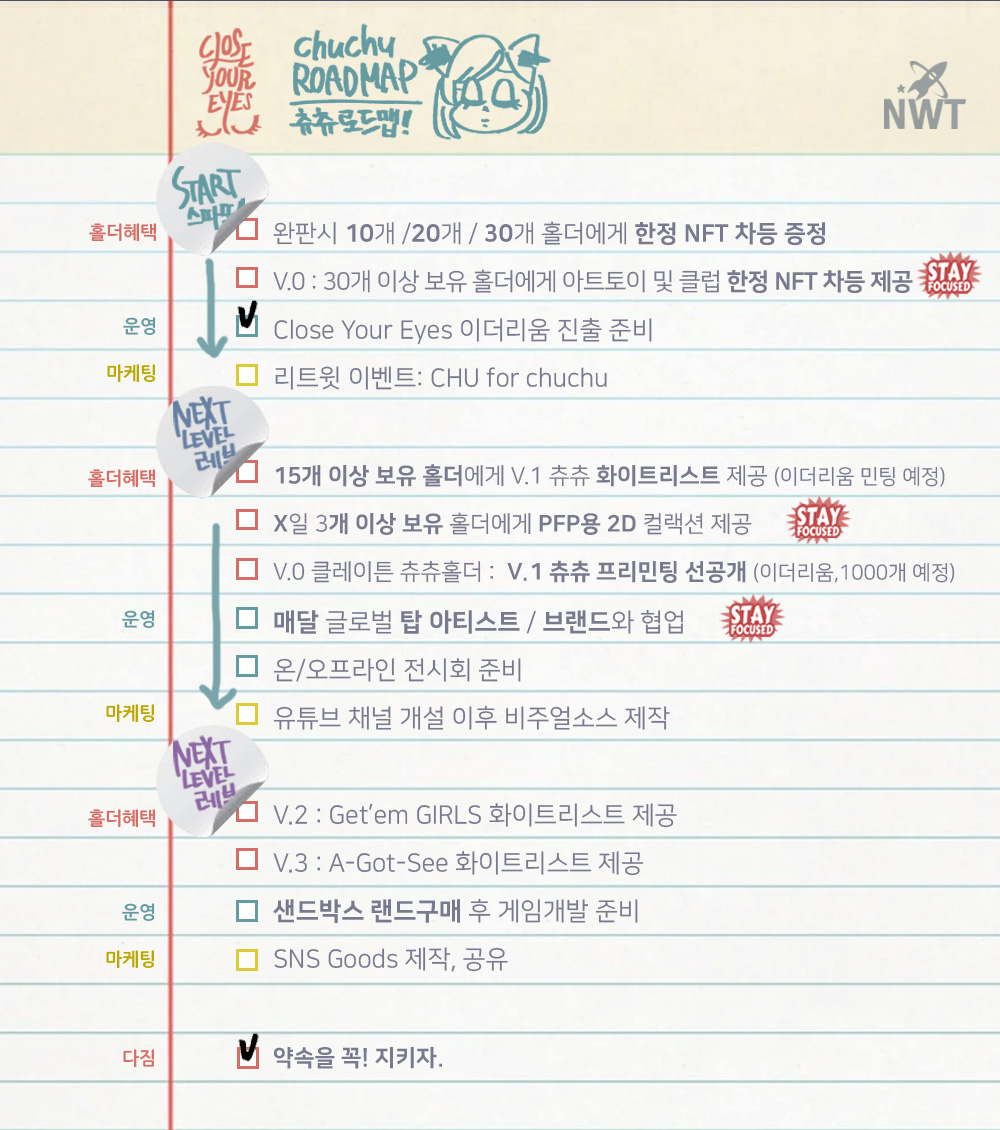 CLOSE
YOUR
EYES
chuchu
ROADMAP
츄츄로드맵!
NWT
START
홀더혜택 완판시 10개 /20개 / 30개 홀더에게 한정 NFT 차등 증정
V.0 : 30개 이상 보유 홀더에게 아트토이 및 클럽 한정 NFT 차등 제공 STAY FOCUSED
운영 Close Your Eyes 이더리움 진출 준비
마케팅 리트윗 이벤트: CHU for chuchu
NEXT
LEVEL
레브
홀더혜택 15개 이상 보유 홀더에게 V.1 츄츄 화이트리스트 제공 (이더리움 민팅 예정)
X일 3개 이상 보유 홀더에게 PFP용 2D 컬랙션 제공 STAY FOCUSED
V.0 클레이튼 츄츄홀더 : V.1 츄츄 프리민팅 선공개 (이더리움,1000개 예정)
운영 매달 글로벌 탑 아티스트 / 브랜드와 협업 STAY FOCUSED
온/오프라인 전시회 준비
마케팅 유튜브 채널 개설 이후 비주얼소스 제작
NEXT
LEVEL
레브
홀더혜택 V.2 : Get'em GIRLS 화이트리스트 제공
V.3 : A-Got-See 화이트리스트 제공
운영 샌드박스 랜드구매 후 게임개발 준비
마케팅 SNS Goods 제작, 공유
다짐 약속을 꼭! 지키자.